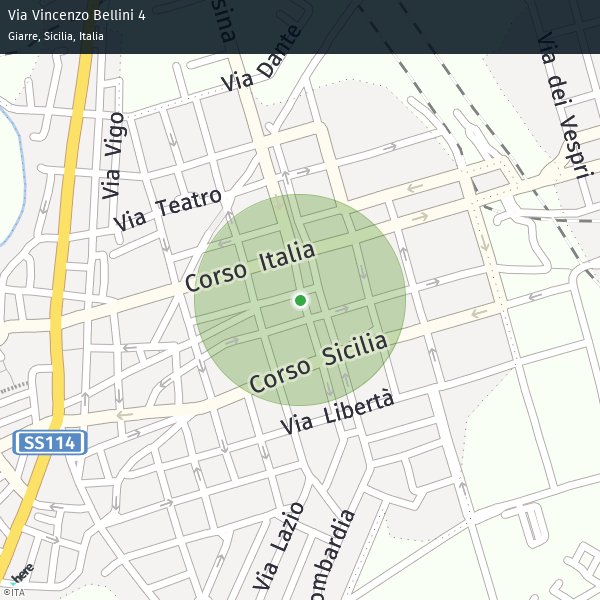 Via Vincenzo Bellini 4
Giarre, Sicilia, Italia
sina
Via Dante
Via dei Vespri
Via Vigo
Via Teatro
Corso Italia
Corso Sicilia
Via Libertà
SS114
Via Lazio
ombardia
here
©ITA